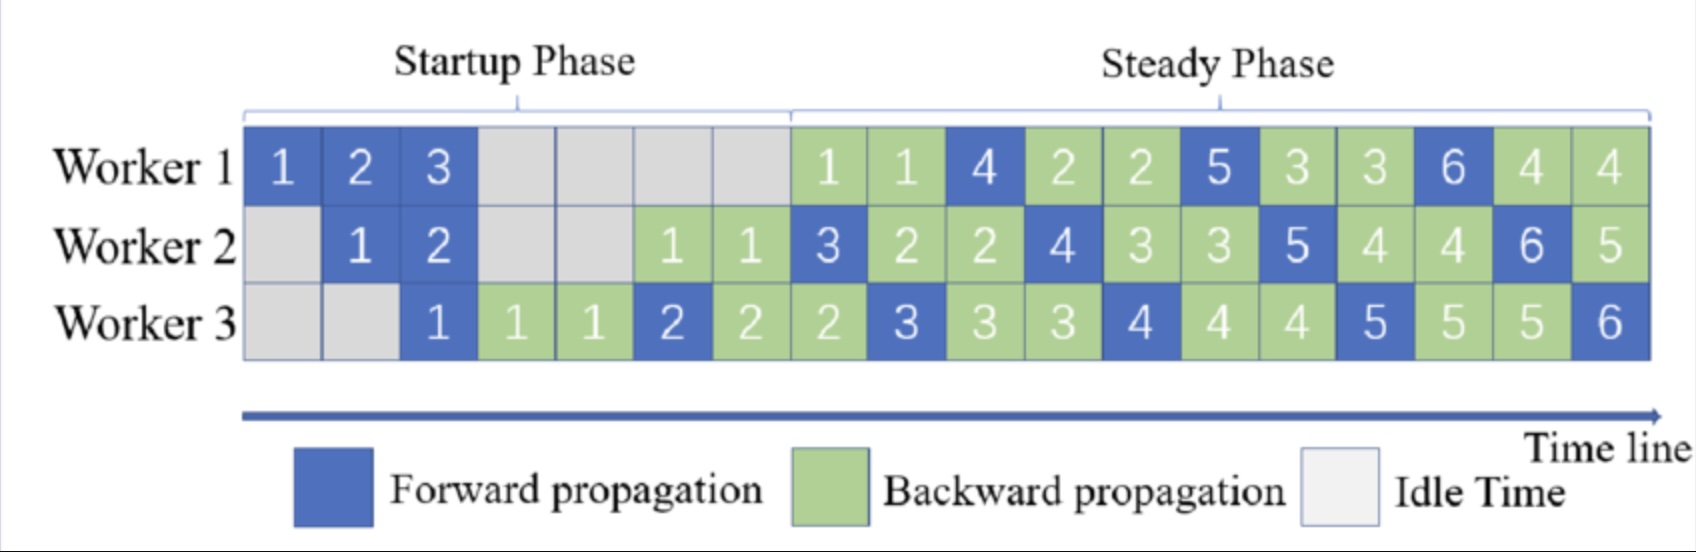 Startup Phase Steady Phase
Worker 1 1 2 3 1 1 4 2 2 5 3 3 6 4 4
Worker 2 1 2 1 1 3 2 2 4 3 3 5 4 4 6 5
Worker 3 1 1 1 2 2 2 3 3 3 4 4 4 5 5 5 6
Time line
Forward propagation Backward propagation Idle Time